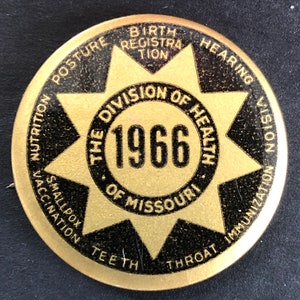 BIRTH
REGISTRA
TION
HEARING
VISION
IMMUNIZATION
THROAT
TEETH
SMALLPOX
VACCINATION
NUTRITION
POSTURE
THE DIVISION OF HEALTH
1966
- OF MISSOURI -